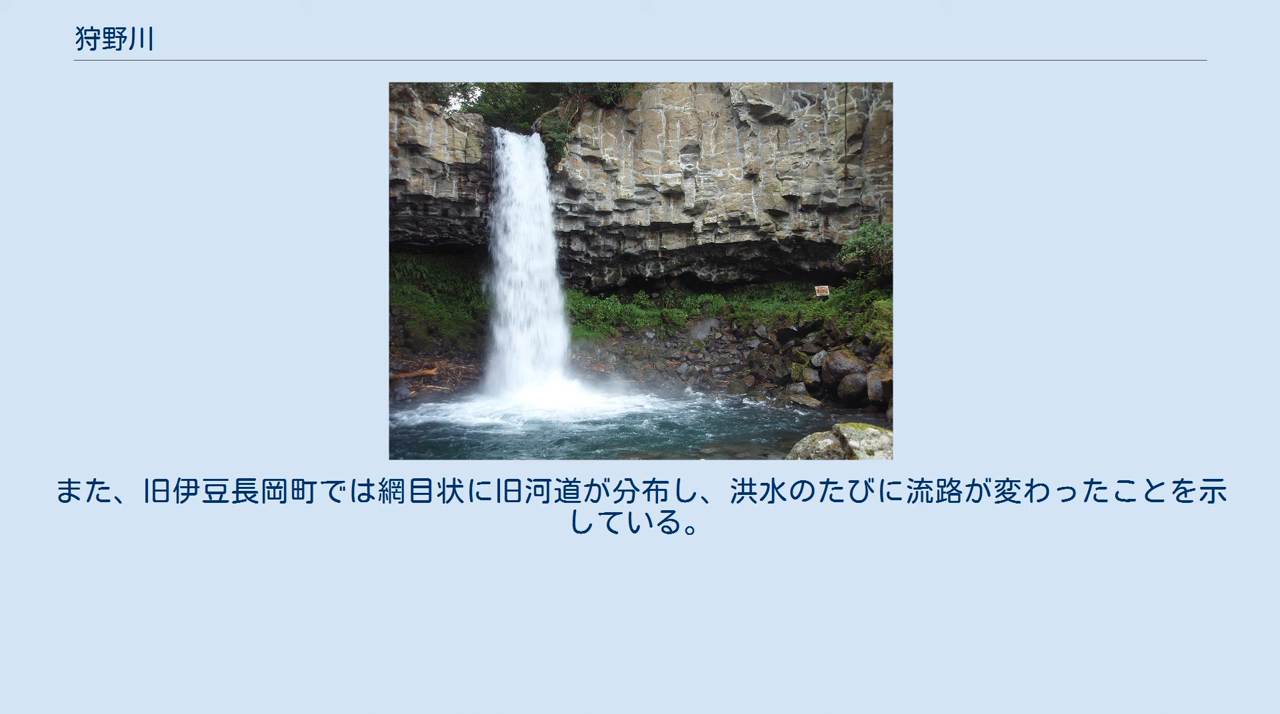 狩野川
また、旧伊豆長岡町では網目状に旧河道が分布し、洪水のたびに流路が変わったことを示
している。